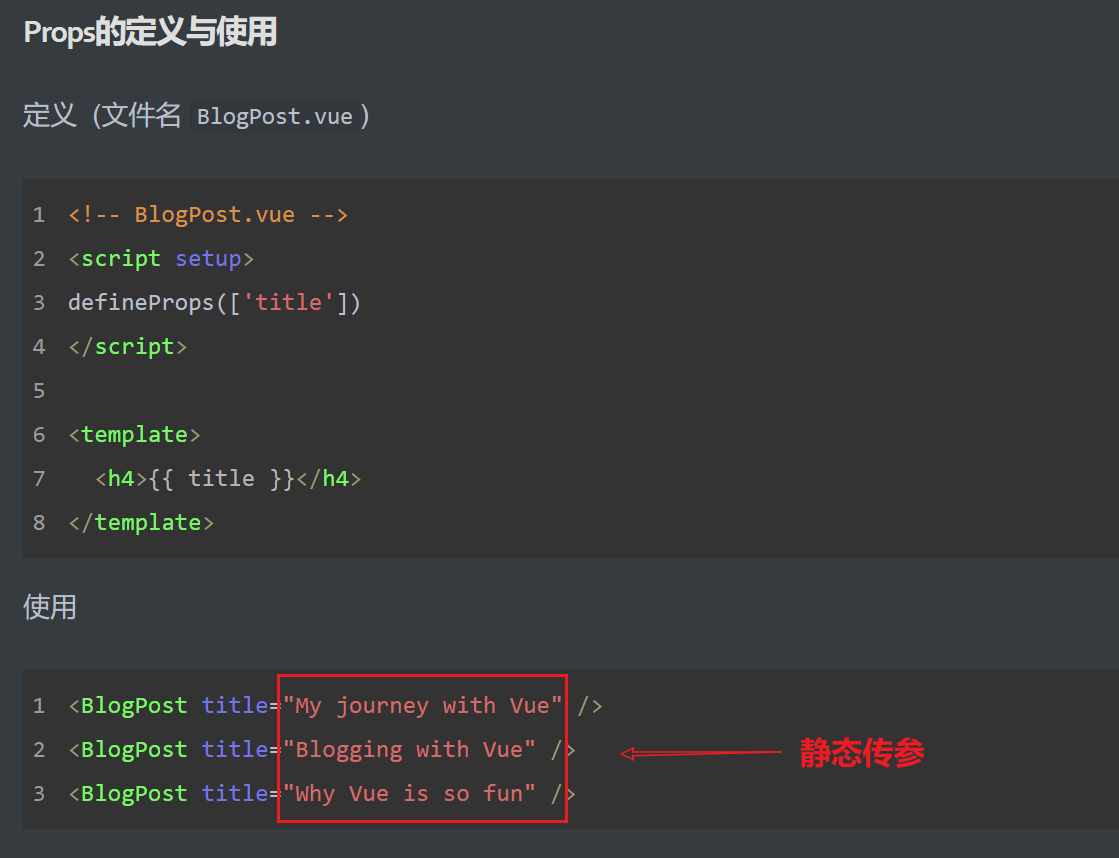 Props的定义与使用
定义（文件名 BlogPost.vue）
1 <!-- BlogPost.vue -->
2 <script setup>
3 defineProps(['title'])
4 </script>
5
6 <template>
7   <h4>{{ title }}</h4>
8 </template>
使用
1 <BlogPost title="My journey with Vue" />
2 <BlogPost title="Blogging with Vue" />
静态传参
3 <BlogPost title="Why Vue is so fun" />